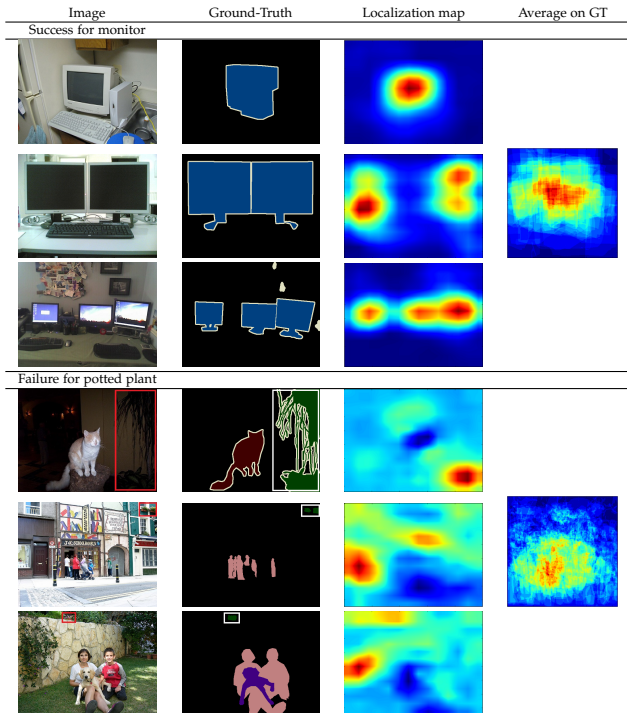 Image Ground-Truth Localization map Average on GT
Success for monitor
Failure for potted plant